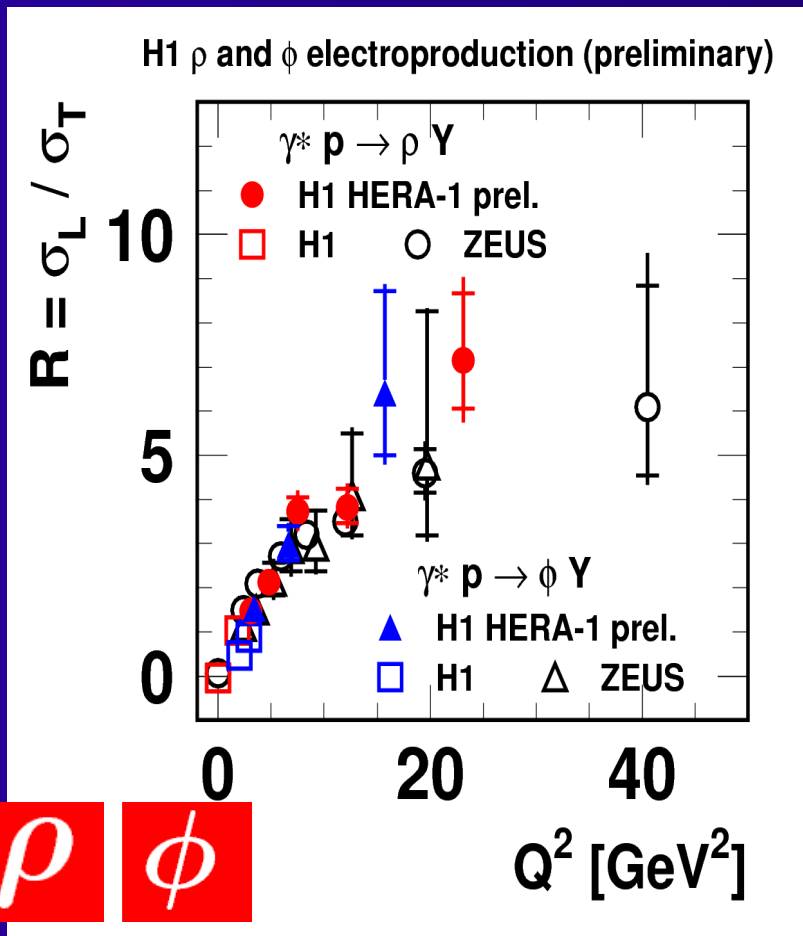 H1 ρ and ϕ electroproduction (preliminary)
R = σL / σT
γ* p → ρ Y
H1 HERA-1 prel.
H1 ZEUS
10
5
0
γ* p → ϕ Y
H1 HERA-1 prel.
H1 ZEUS
0 20 40
Q² [GeV²]
ρ ϕ